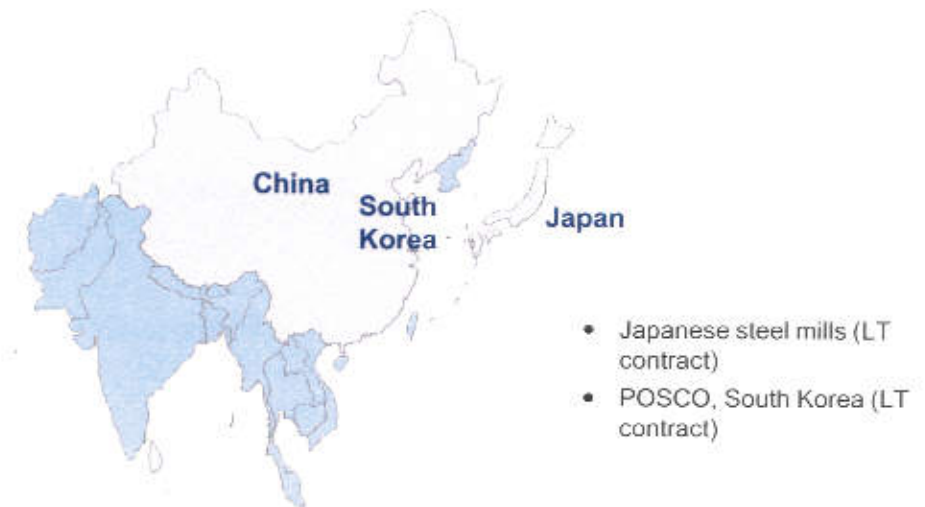 China
South
Korea
Japan
• Japanese steel mills (LT
contract)
• POSCO, South Korea (LT
contract)